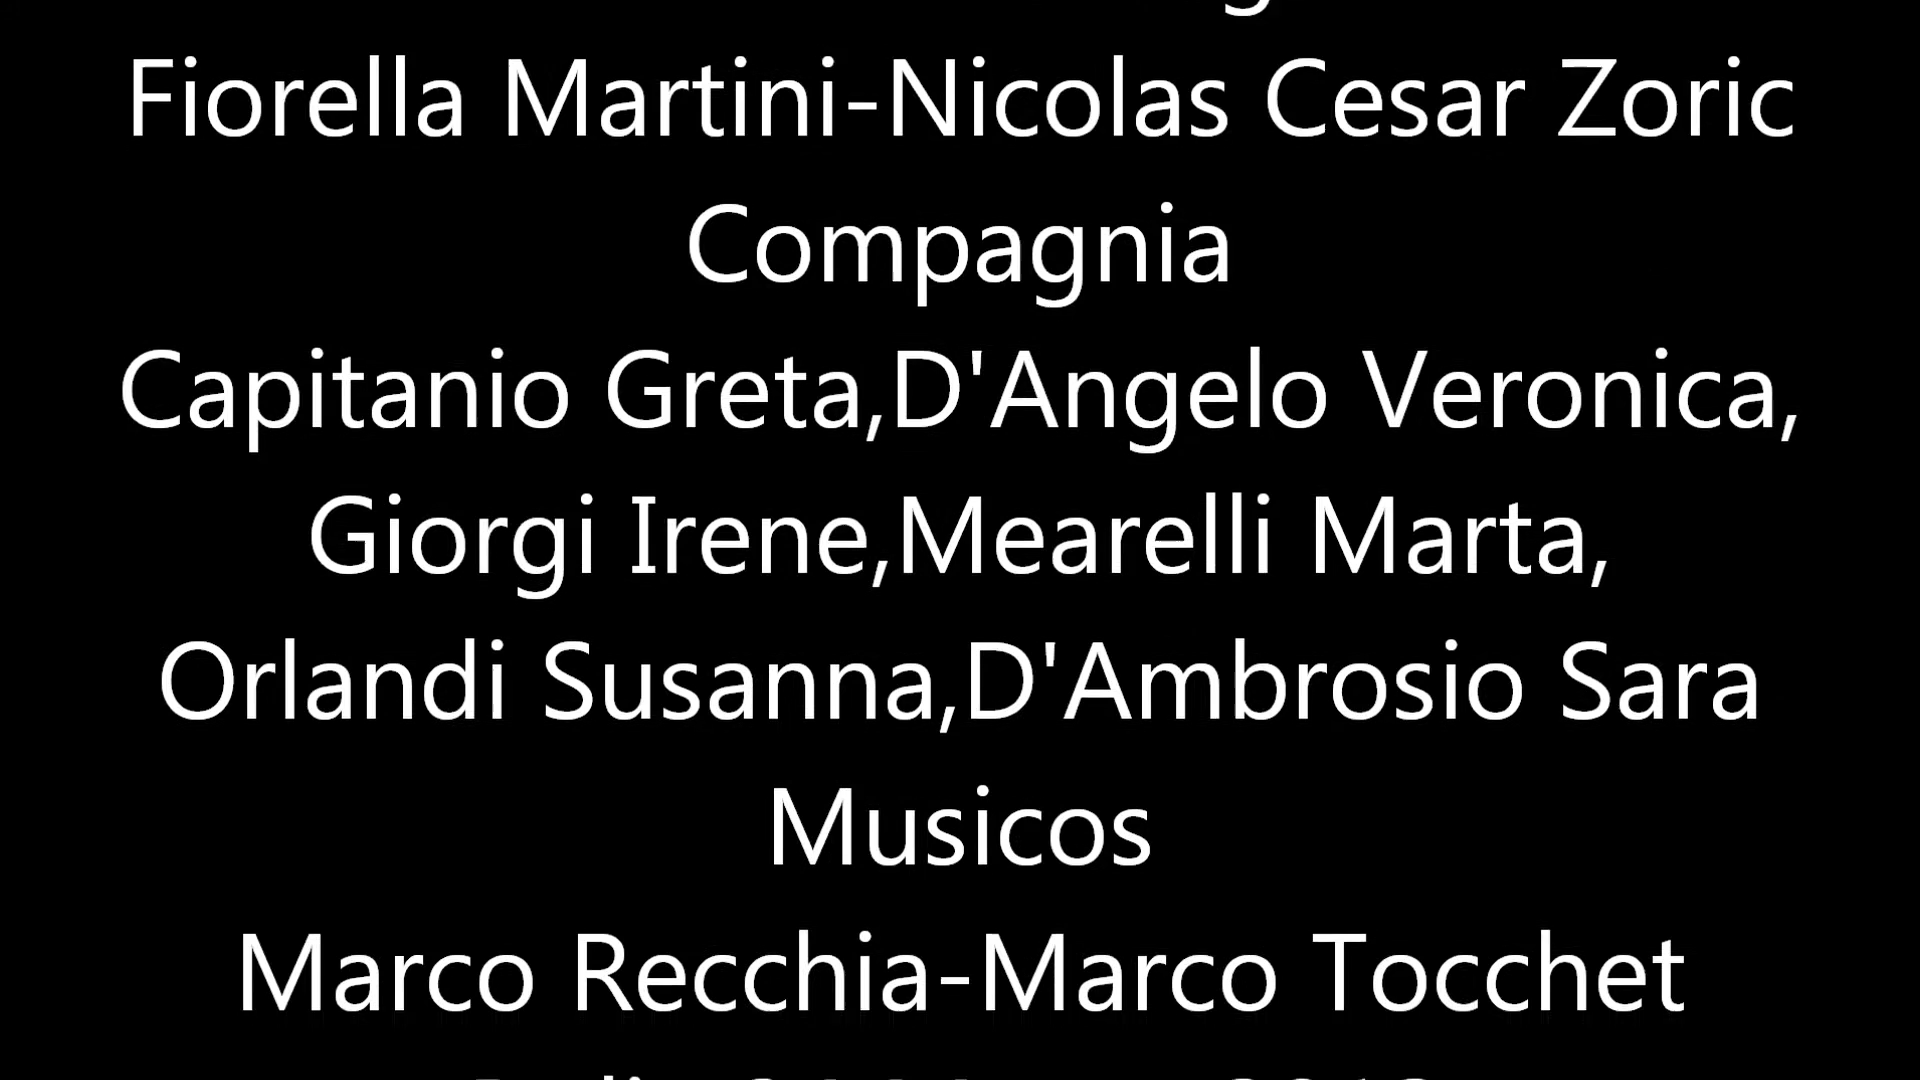 Fiorella Martini-Nicolas Cesar Zoric
Compagnia
Capitanio Greta,D'Angelo Veronica,
Giorgi Irene,Mearelli Marta,
Orlandi Susanna,D'Ambrosio Sara
Musicos
Marco Recchia-Marco Tocchet